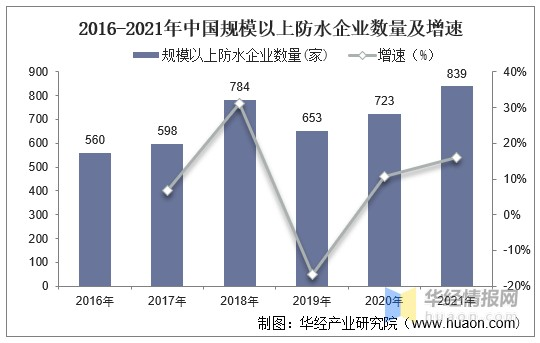 2016-2021年中国规模以上防水企业数量及增速
规模以上防水企业数量(家) 增速（%）
900 40%
800 30%
700 20%
600 10%
500 0%
400 -10%
300 -20%
200
100
0
560 598 784 653 723 839
2016年 2017年 2018年 2019年 2020年 2021年
华经情报网
huaon.com
制图：华经产业研究院（www.huaon.com）